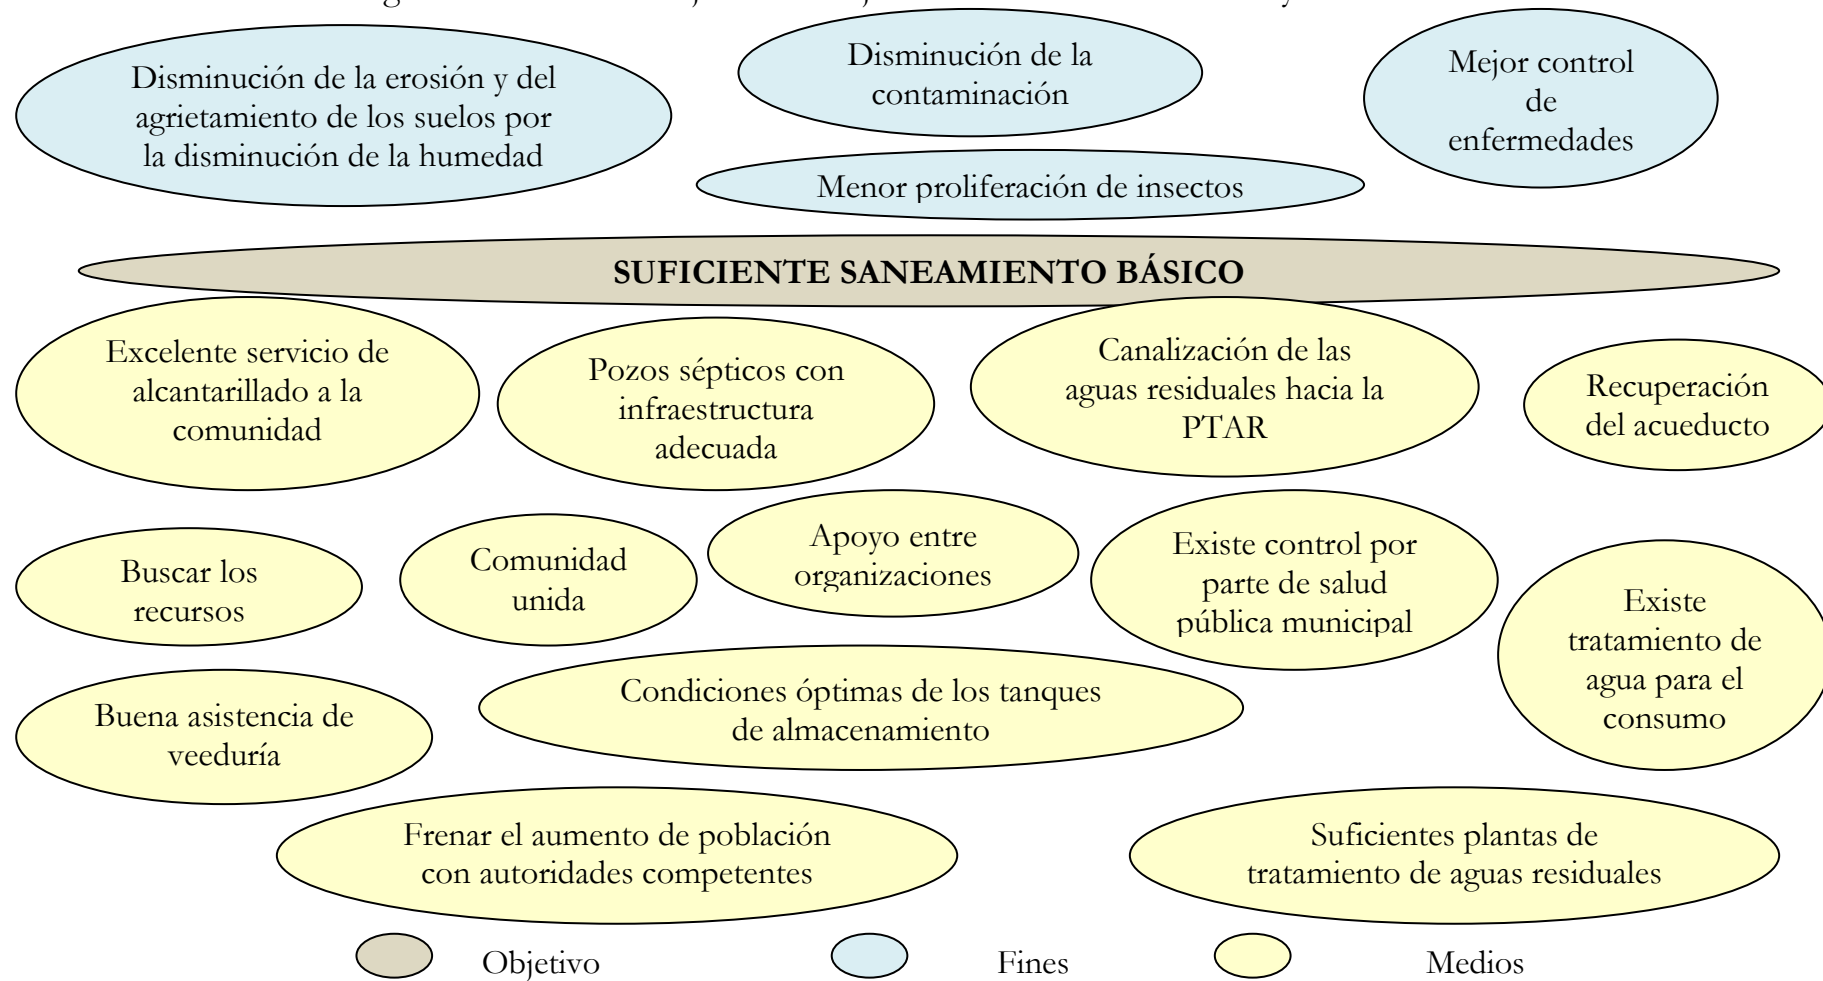 Disminución de la erosión y del
agrietamiento de los suelos por
la disminución de la humedad
Disminución de la
contaminación
Mejor control
de
enfermedades
Menor proliferación de insectos
SUFICIENTE SANEAMIENTO BÁSICO
Excelente servicio de
alcantarillado a la
comunidad
Pozos sépticos con
infraestructura
adecuada
Canalización de las
aguas residuales hacia la
PTAR
Recuperación
del acueducto
Buscar los
recursos
Comunidad
unida
Apoyo entre
organizaciones
Existe control por
parte de salud
pública municipal
Existe
tratamiento de
agua para el
consumo
Buena asistencia de
veeduría
Condiciones óptimas de los tanques
de almacenamiento
Frenar el aumento de población
con autoridades competentes
Suficientes plantas de
tratamiento de aguas residuales
Objetivo
Fines
Medios